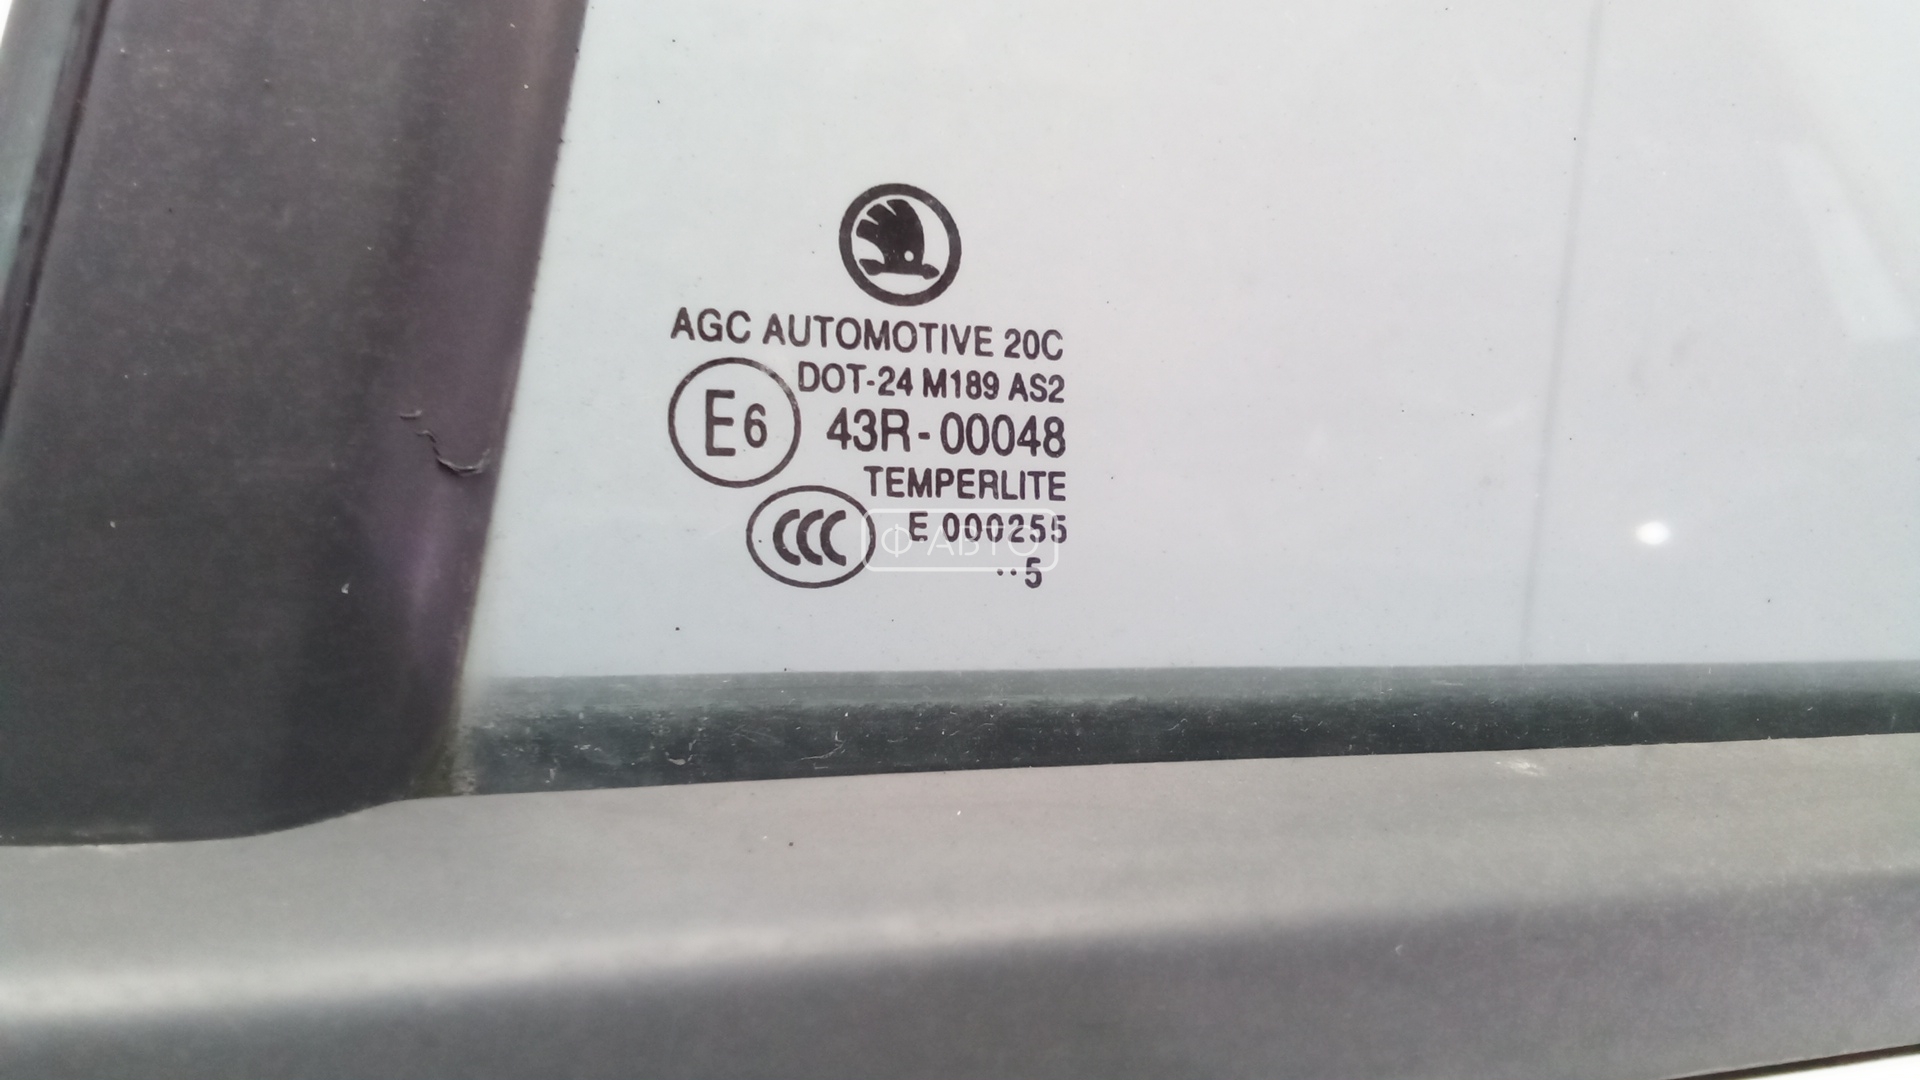 AGC AUTOMOTIVE 20C
DOT-24 M189 AS2
E6 43R-00048
TEMPERLITE
CCC E 000255
Ф АВТО
··5